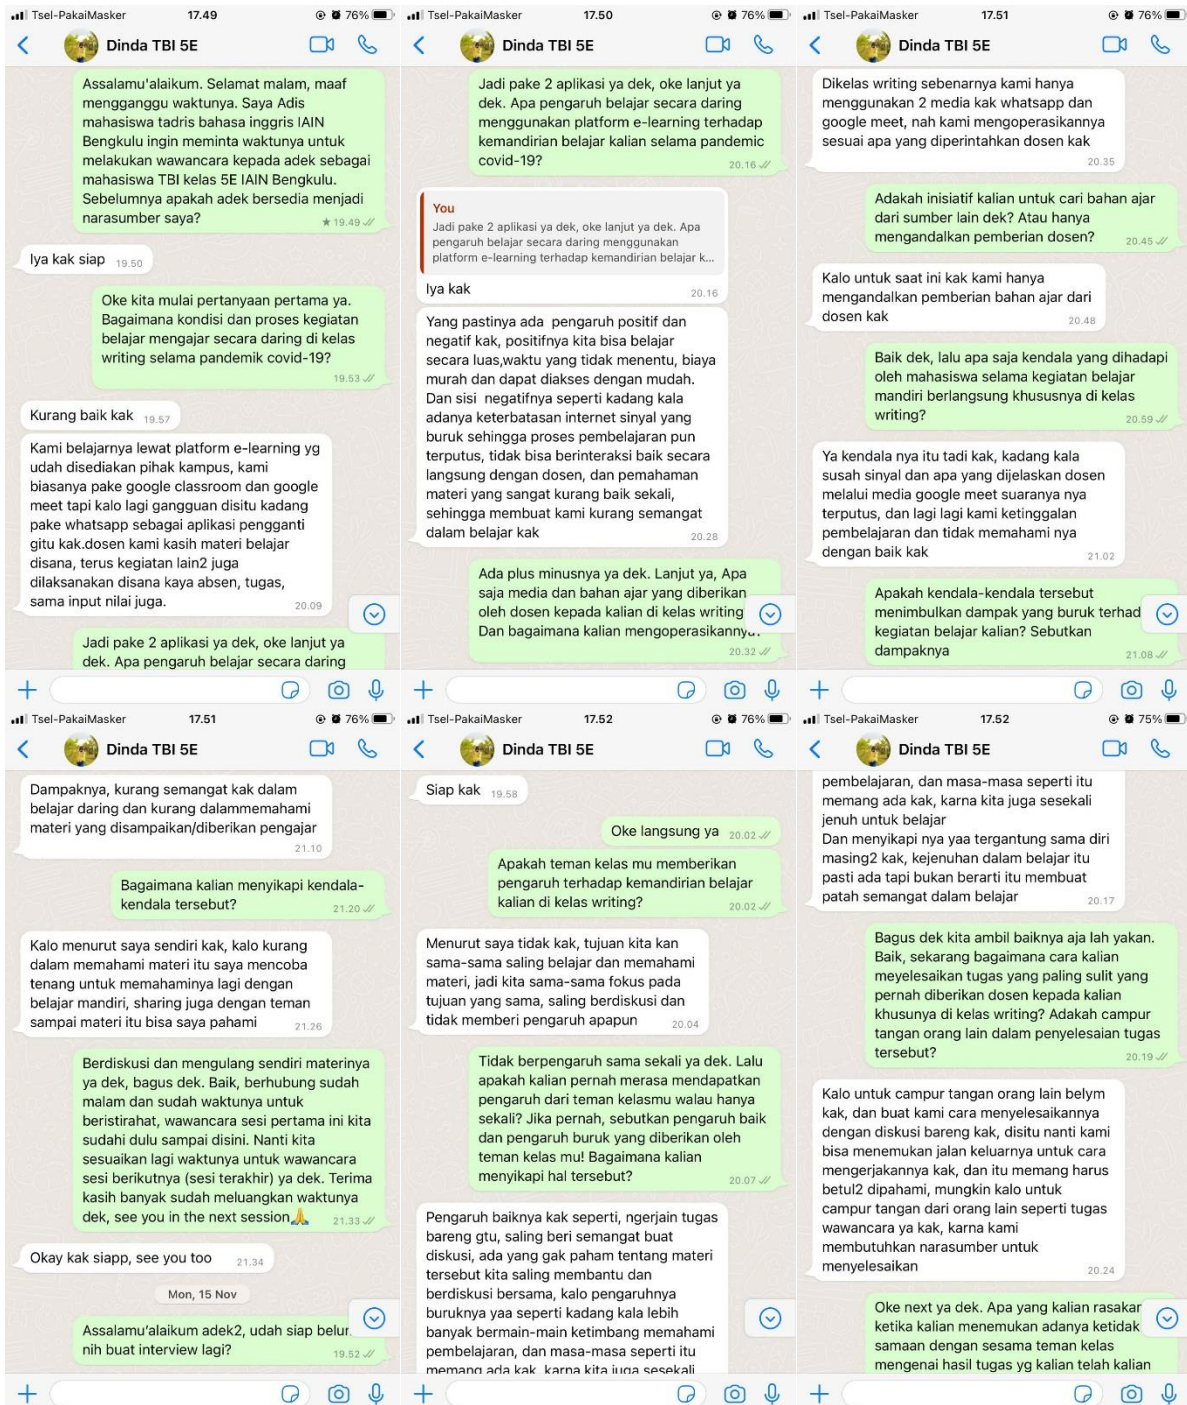 Tsel-PakaiMasker 17.49 76%
Dinda TBI 5E
Assalamu'alaikum. Selamat malam, maaf
mengganggu waktunya. Saya Adis
mahasiswa tadris bahasa inggris IAIN
Bengkulu ingin meminta waktunya untuk
melakukan wawancara kepada adek sebagai
mahasiswa TBI kelas 5E IAIN Bengkulu.
Sebelumnya apakah adek bersedia menjadi
narasumber saya?
19.49
Iya kak siap 19.50
Oke kita mulai pertanyaan pertama ya.
Bagaimana kondisi dan proses kegiatan
belajar mengajar secara daring di kelas
writing selama pandemik covid-19?
19.53
Kurang baik kak 19.57
Kami belajarnya lewat platform e-learning yg
udah disediakan pihak kampus, kami
biasanya pake google classroom dan google
meet tapi kalo lagi gangguan disitu kadang
pake whatsapp sebagai aplikasi pengganti
gitu kak.dosen kami kasih materi belajar
disana, terus kegiatan lain2 juga
dilaksanakan disana kaya absen, tugas,
sama input nilai juga. 20.09
Jadi pake 2 aplikasi ya dek, oke lanjut ya
dek. Apa pengaruh belajar secara daring
Tsel-PakaiMasker 17.50 76%
Dinda TBI 5E
Jadi pake 2 aplikasi ya dek, oke lanjut ya
dek. Apa pengaruh belajar secara daring
menggunakan platform e-learning terhadap
kemandirian belajar kalian selama pandemic
covid-19?
20.16
You
Jadi pake 2 aplikasi ya dek, oke lanjut ya dek. Apa
pengaruh belajar secara daring menggunakan
platform e-learning terhadap kemandirian belajar k...
Iya kak 20.16
Yang pastinya ada pengaruh positif dan
negatif kak, positifnya kita bisa belajar
secara luas,waktu yang tidak menentu, biaya
murah dan dapat diakses dengan mudah.
Dan sisi negatifnya seperti kadang kala
adanya keterbatasan internet sinyal yang
buruk sehingga proses pembelajaran pun
terputus, tidak bisa berinteraksi baik secara
langsung dengan dosen, dan pemahaman
materi yang sangat kurang baik sekali,
sehingga membuat kami kurang semangat
dalam belajar kak 20.28
Ada plus minusnya ya dek. Lanjut ya, Apa
saja media dan bahan ajar yang diberikan
oleh dosen kepada kalian di kelas writing
Dan bagaimana kalian mengoperasikannya?
20.32
Tsel-PakaiMasker 17.51 76%
Dinda TBI 5E
Dikelas writing sebenarnya kami hanya
menggunakan 2 media kak whatsapp dan
google meet, nah kami mengoperasikannya
sesuai apa yang diperintahkan dosen kak
20.35
Adakah inisiatif kalian untuk cari bahan ajar
dari sumber lain dek? Atau hanya
mengandalkan pemberian dosen? 20.45
Kalo untuk saat ini kak kami hanya
mengandalkan pemberian bahan ajar dari
dosen kak 20.48
Baik dek, lalu apa saja kendala yang dihadapi
oleh mahasiswa selama kegiatan belajar
mandiri berlangsung khususnya di kelas
writing? 20.59
Ya kendala nya itu tadi kak, kadang kala
susah sinyal dan apa yang dijelaskan dosen
melalui media google meet suaranya nya
terputus, dan lagi lagi kami ketinggalan
pembelajaran dan tidak memahami nya
dengan baik kak 21.02
Apakah kendala-kendala tersebut
menimbulkan dampak yang buruk terhad
kegiatan belajar kalian? Sebutkan
dampaknya 21.08
Tsel-PakaiMasker 17.51 76%
Dinda TBI 5E
Dampaknya, kurang semangat kak dalam
belajar daring dan kurang dalammemahami
materi yang disampaikan/diberikan pengajar
21.10
Bagaimana kalian menyikapi kendala-
kendala tersebut? 21.20
Kalo menurut saya sendiri kak, kalo kurang
dalam memahami materi itu saya mencoba
tenang untuk memahaminya lagi dengan
belajar mandiri, sharing juga dengan teman
sampai materi itu bisa saya pahami 21.26
Berdiskusi dan mengulang sendiri materinya
ya dek, bagus dek. Baik, berhubung sudah
malam dan sudah waktunya untuk
beristirahat, wawancara sesi pertama ini kita
sudahi dulu sampai disini. Nanti kita
sesuaikan lagi waktunya untuk wawancara
sesi berikutnya (sesi terakhir) ya dek. Terima
kasih banyak sudah meluangkan waktunya
dek, see you in the next session🙏 21.33
Okay kak siapp, see you too 21.34
Mon, 15 Nov
Assalamu'alaikum adek2, udah siap belu
nih buat interview lagi? 19.52
Tsel-PakaiMasker 17.52 76%
Dinda TBI 5E
Siap kak 19.58
Oke langsung ya 20.02
Apakah teman kelas mu memberikan
pengaruh terhadap kemandirian belajar
kalian di kelas writing? 20.02
Menurut saya tidak kak, tujuan kita kan
sama-sama saling belajar dan memahami
materi, jadi kita sama-sama fokus pada
tujuan yang sama, saling berdiskusi dan
tidak memberi pengaruh apapun 20.04
Tidak berpengaruh sama sekali ya dek. Lalu
apakah kalian pernah merasa mendapatkan
pengaruh dari teman kelasmu walau hanya
sekali? Jika pernah, sebutkan pengaruh baik
dan pengaruh buruk yang diberikan oleh
teman kelas mu! Bagaimana kalian
menyikapi hal tersebut? 20.07
Pengaruh baiknya kak seperti, ngerjain tugas
bareng gtu, saling beri semangat buat
diskusi, ada yang gak paham tentang materi
tersebut kita saling membantu dan
berdiskusi bersama, kalo pengaruhnya
buruknya yaa seperti kadang kala lebih
banyak bermain-main ketimbang memahami
pembelajaran, dan masa-masa seperti itu
memang ada kak, karna kita juga sesekali
Tsel-PakaiMasker 17.52 75%
Dinda TBI 5E
pembelajaran, dan masa-masa seperti itu
memang ada kak, karna kita juga sesekali
jenuh untuk belajar
Dan menyikapi nya yaa tergantung sama diri
masing2 kak, kejenuhan dalam belajar itu
pasti ada tapi bukan berarti itu membuat
patah semangat dalam belajar 20.17
Bagus dek kita ambil baiknya aja lah yakan.
Baik, sekarang bagaimana cara kalian
meyelesaikan tugas yang paling sulit yang
pernah diberikan dosen kepada kalian
khusunya di kelas writing? Adakah campur
tangan orang lain dalam penyelesaian tugas
tersebut? 20.19
Kalo untuk campur tangan orang lain belym
kak, dan buat kami cara menyelesaikannya
dengan diskusi bareng kak, disitu nanti kami
bisa menemukan jalan keluarnya untuk cara
mengerjakannya kak, dan itu memang harus
betul2 dipahami, mungkin kalo untuk
campur tangan dari orang lain seperti tugas
wawancara ya kak, karna kami
membutuhkan narasumber untuk
menyelesaikan 20.24
Oke next ya dek. Apa yang kalian rasakar
ketika kalian menemukan adanya ketidak
samaan dengan sesama teman kelas
mengenai hasil tugas yg kalian telah kalian